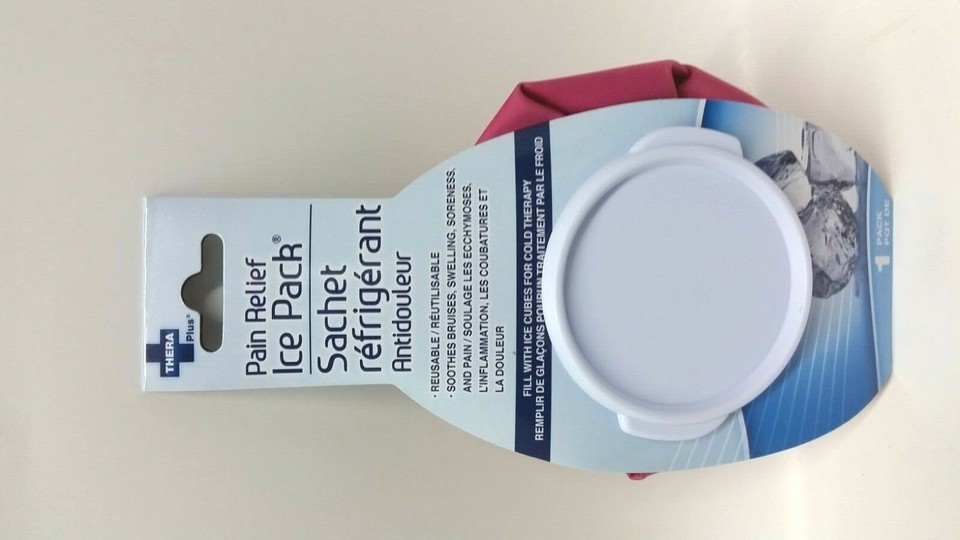 THERA
Plus®
Pain Relief
Ice Pack®
Sachet
réfrigérant
Antidouleur
· REUSABLE / RÉUTILISABLE
· SOOTHES BRUISES, SWELLING, SORENESS,
AND PAIN / SOULAGE LES ECCHYMOSES,
L'INFLAMMATION, LES COUBATURES ET
LA DOULEUR
FILL WITH ICE CUBES FOR COLD THERAPY
REMPLIR DE GLAÇONS POUR UN TRAITEMENT PAR LE FROID
1 PACK
PQT DE